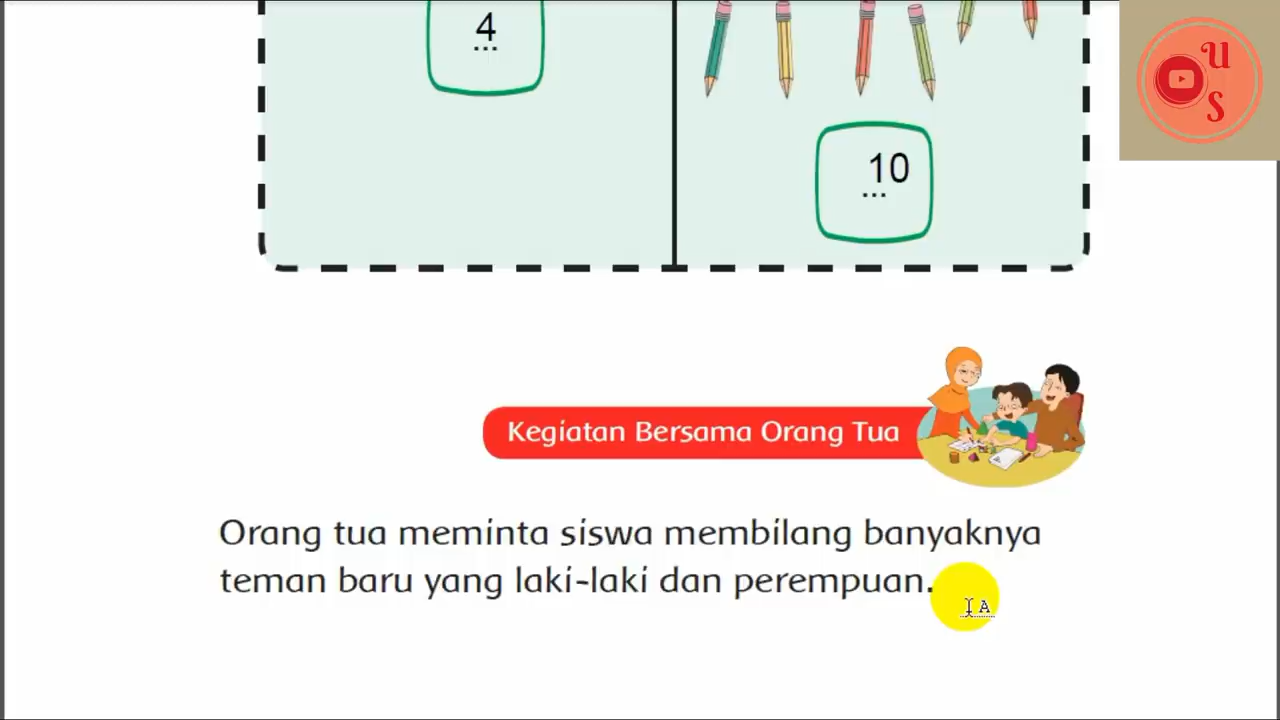 4
...
10
...
U
S
Kegiatan Bersama Orang Tua
Orang tua meminta siswa membilang banyaknya
teman baru yang laki-laki dan perempuan.
A